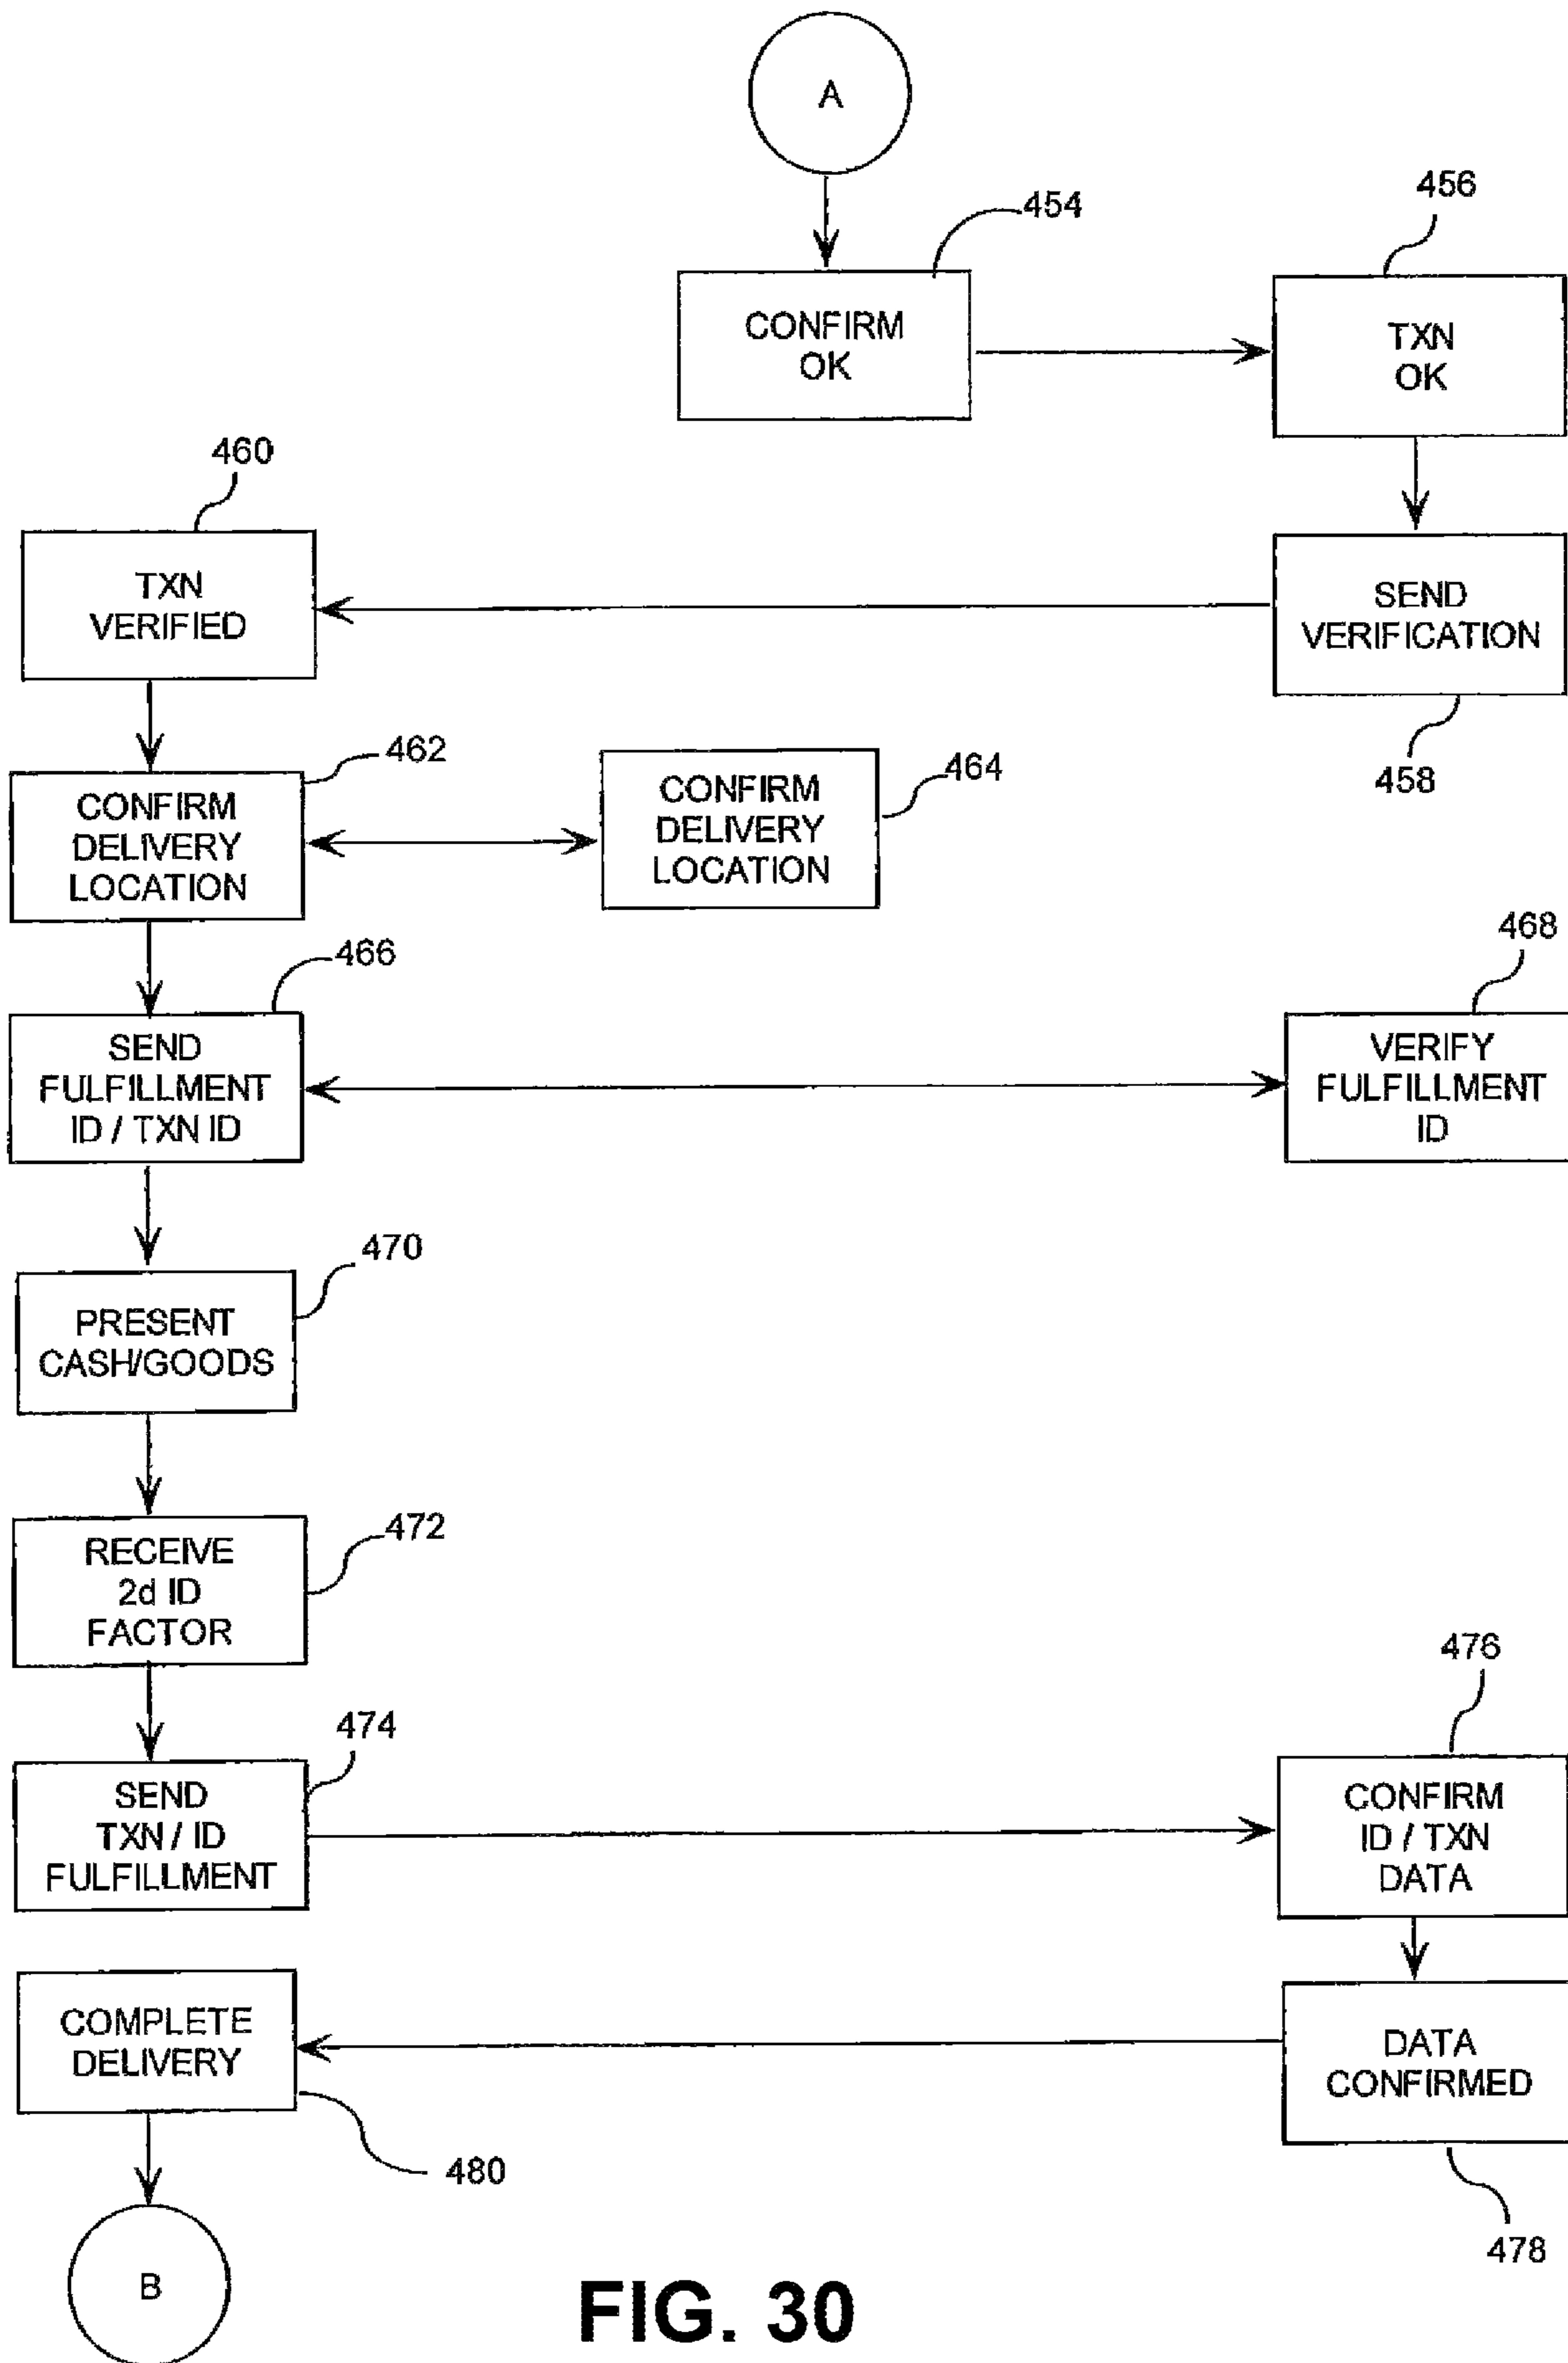 A
454
456
CONFIRM
OK
TXN
OK
460
TXN
VERIFIED
SEND
VERIFICATION
458
462
464
CONFIRM
DELIVERY
LOCATION
CONFIRM
DELIVERY
LOCATION
466
468
SEND
FULFILLMENT
ID / TXN ID
VERIFY
FULFILLMENT
ID
470
PRESENT
CASH/GOODS
472
RECEIVE
2d ID
FACTOR
474
476
SEND
TXN / ID
FULFILLMENT
CONFIRM
ID / TXN
DATA
COMPLETE
DELIVERY
DATA
CONFIRMED
480
478
B
FIG. 30